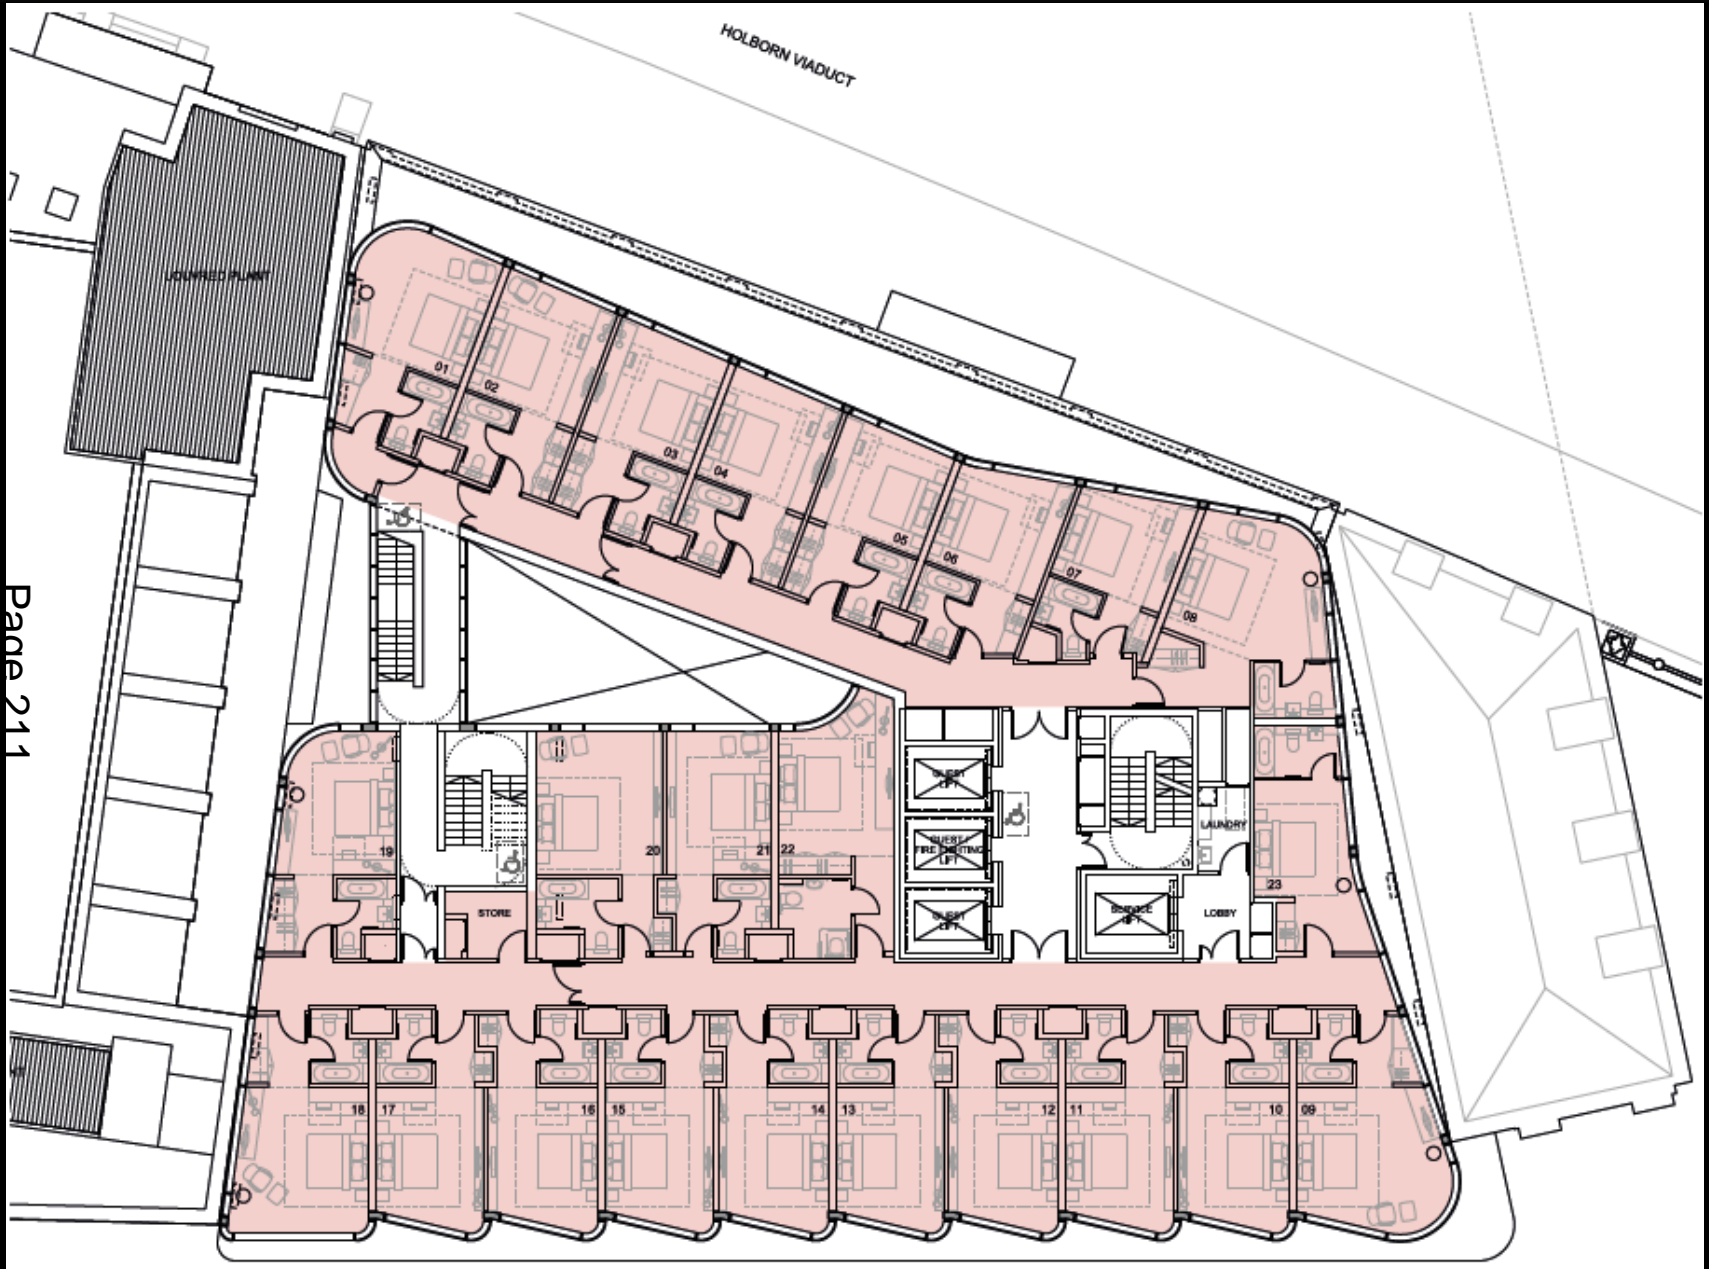 HOLBORN VIADUCT
LOUVRED PLANT
01
02
03
04
05
06
07
08
Page 211
GUEST
LIFT
GUEST /
FIRE FIGHTING
LIFT
GUEST
LIFT
LAUNDRY
19
20
21
22
23
STORE
SERVICE
LIFT
LOBBY
18
17
16
15
14
13
12
11
10
09